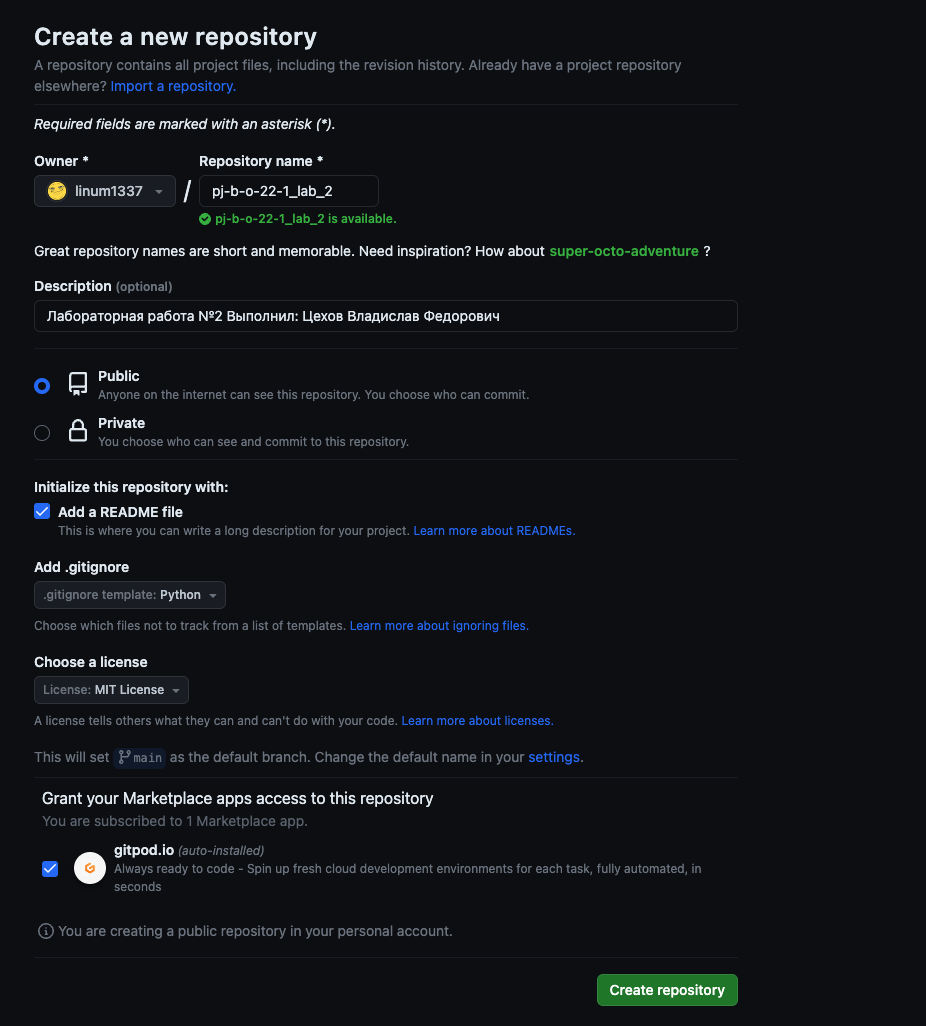 Create a new repository
A repository contains all project files, including the revision history. Already have a project repository
elsewhere? Import a repository.
Required fields are marked with an asterisk (*).
Owner * Repository name *
linum1337 / pj-b-o-22-1_lab_2
pj-b-o-22-1_lab_2 is available.
Great repository names are short and memorable. Need inspiration? How about super-octo-adventure ?
Description (optional)
Лабораторная работа №2 Выполнил: Цехов Владислав Федорович
Public
Anyone on the internet can see this repository. You choose who can commit.
Private
You choose who can see and commit to this repository.
Initialize this repository with:
Add a README file
This is where you can write a long description for your project. Learn more about READMEs.
Add .gitignore
.gitignore template: Python
Choose which files not to track from a list of templates. Learn more about ignoring files.
Choose a license
License: MIT License
A license tells others what they can and can't do with your code. Learn more about licenses.
This will set main as the default branch. Change the default name in your settings.
Grant your Marketplace apps access to this repository
You are subscribed to 1 Marketplace app.
gitpod.io (auto-installed)
Always ready to code - Spin up fresh cloud development environments for each task, fully automated, in
seconds
You are creating a public repository in your personal account.
Create repository